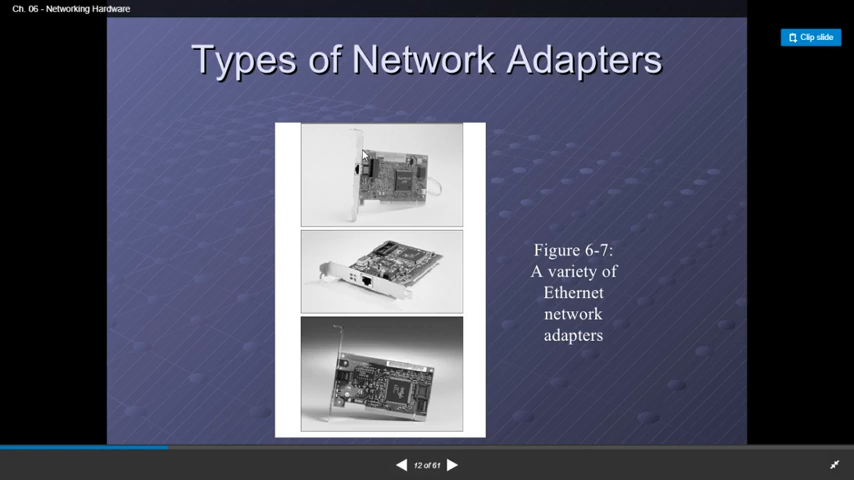 Ch. 06 - Networking Hardware
Clip slide
Types of Network Adapters
Figure 6-7:
A variety of
Ethernet
network
adapters
12 of 61